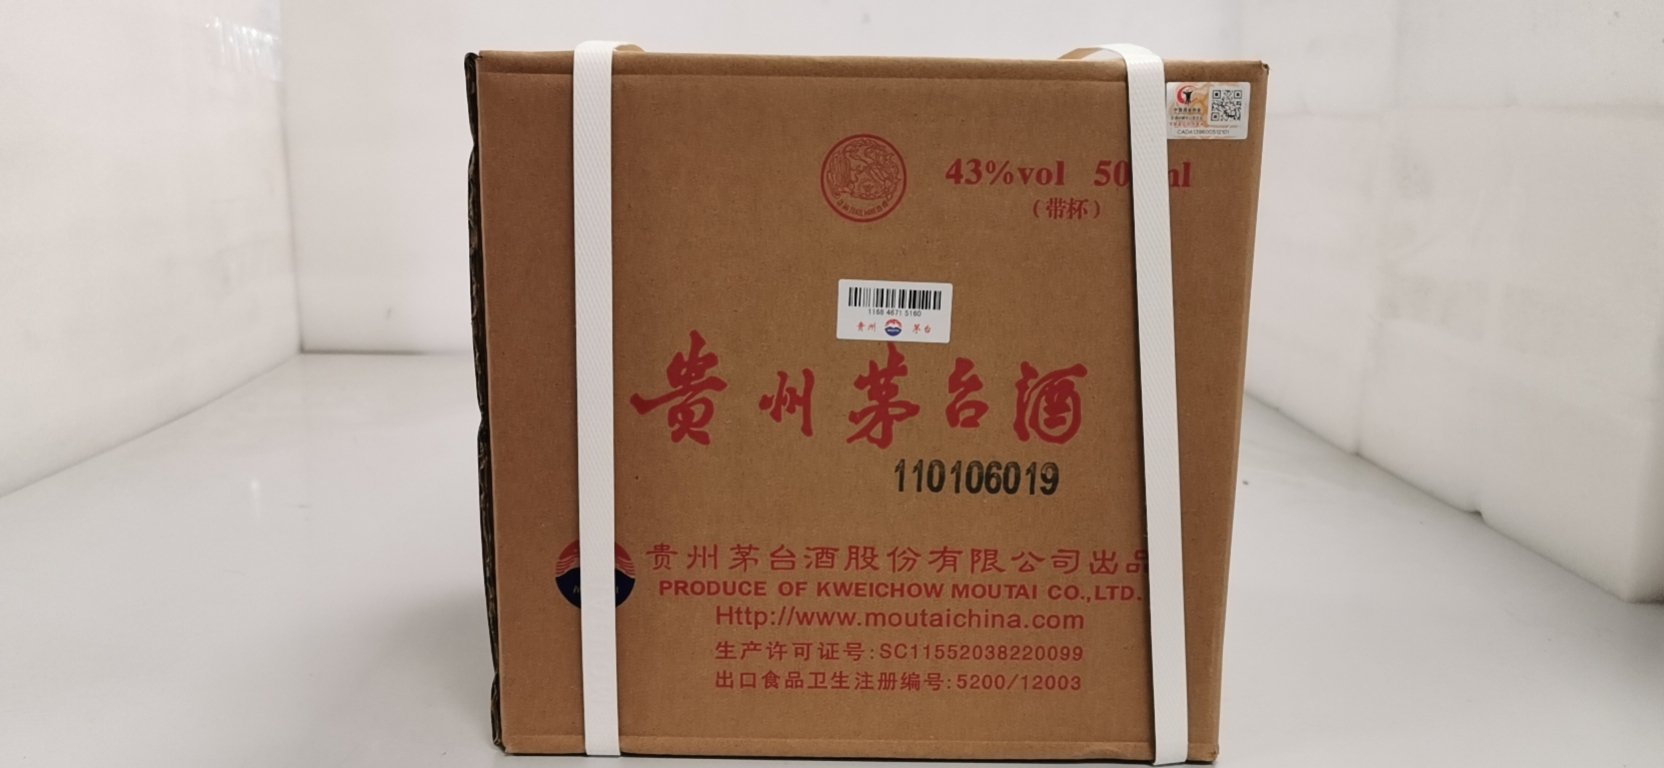 43%vol 50 ml
（带杯）
CADA139600512101
1168 4671 5160
贵州 茅台
贵州茅台酒
110106019
贵州茅台酒股份有限公司出品
PRODUCE OF KWEICHOW MOUTAI CO.,LTD.
Http://www.moutaichina.com
生产许可证号:SC11552038220099
出口食品卫生注册编号:5200/12003